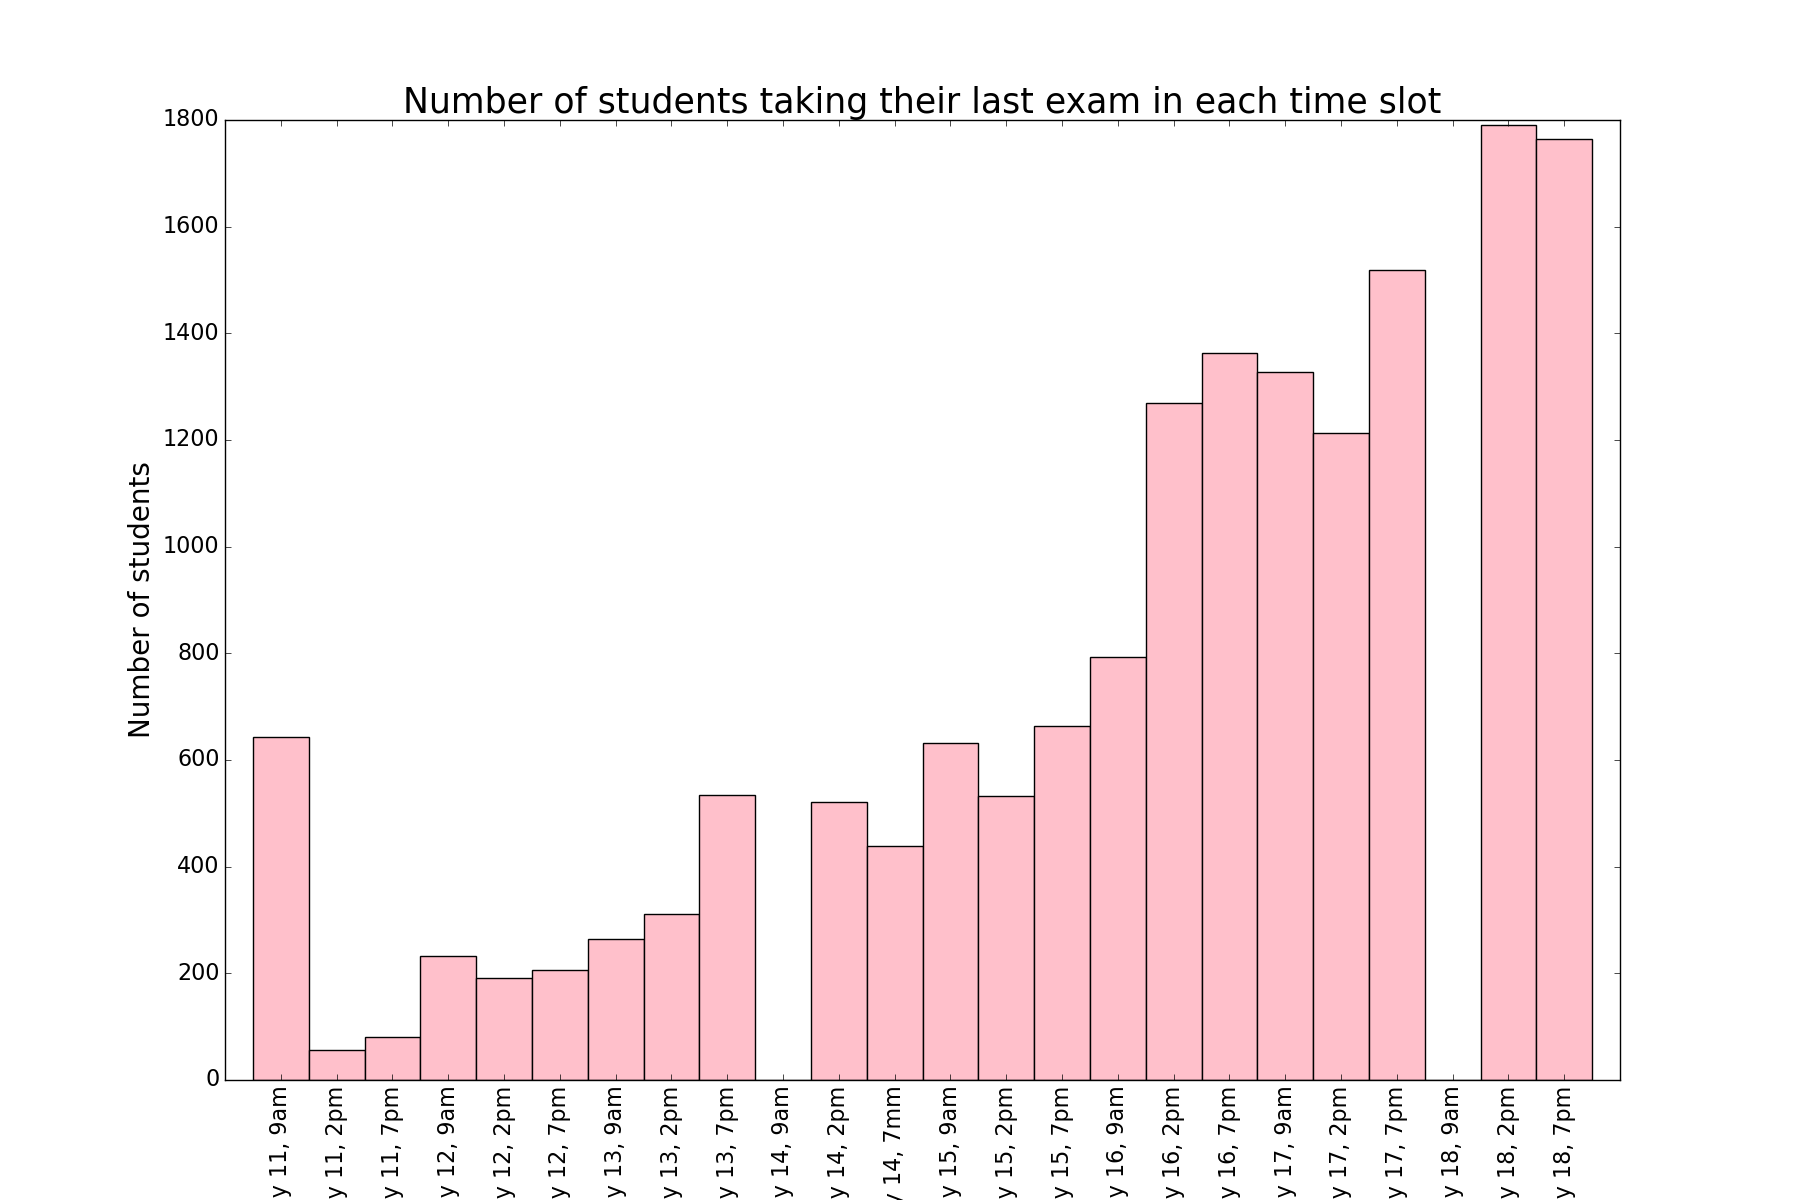 Number of students taking their last exam in each time slot
Number of students
1800
1600
1400
1200
1000
800
600
400
200
0
y 11, 9am
y 11, 2pm
y 11, 7pm
y 12, 9am
y 12, 2pm
y 12, 7pm
y 13, 9am
y 13, 2pm
y 13, 7pm
y 14, 9am
y 14, 2pm
y 14, 7mm
y 15, 9am
y 15, 2pm
y 15, 7pm
y 16, 9am
y 16, 2pm
y 16, 7pm
y 17, 9am
y 17, 2pm
y 17, 7pm
y 18, 9am
y 18, 2pm
y 18, 7pm